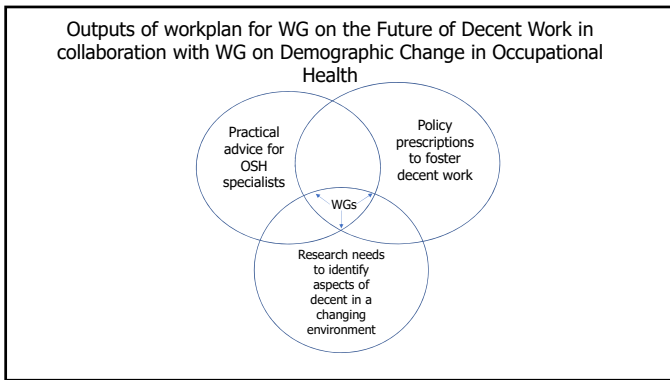 Outputs of workplan for WG on the Future of Decent Work in
collaboration with WG on Demographic Change in Occupational
Health
Practical
advice for
OSH
specialists
Policy
prescriptions
to foster
decent work
WGs
Research needs
to identify
aspects of
decent in a
changing
environment